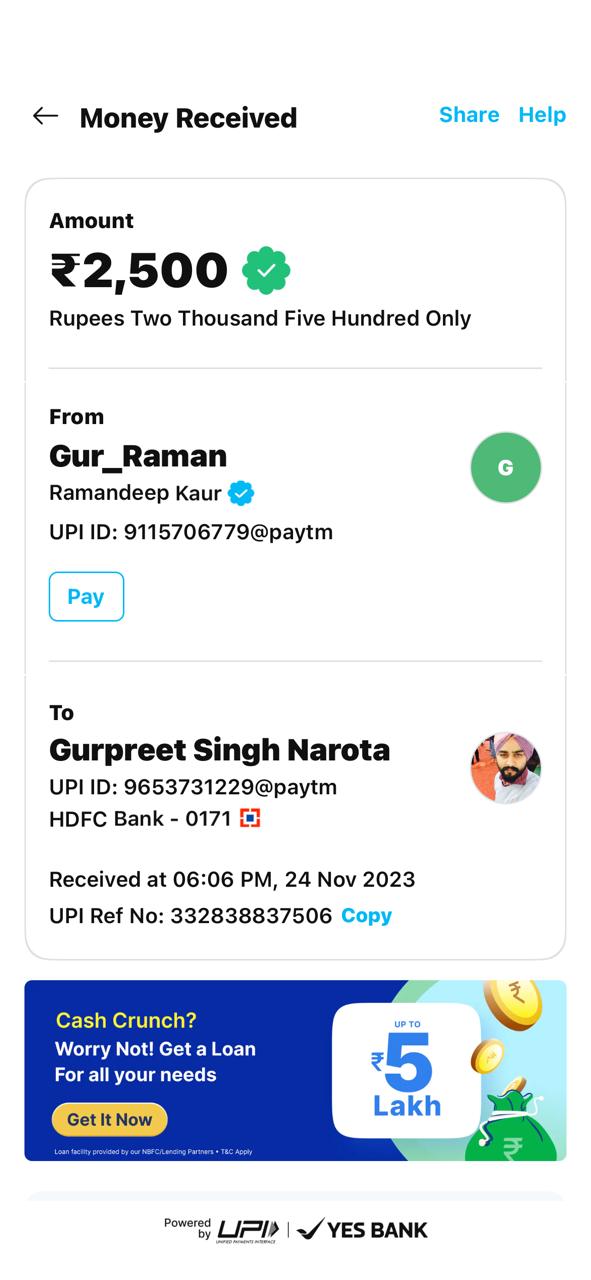 Money Received Share Help
Amount
₹2,500
Rupees Two Thousand Five Hundred Only
From
Gur_Raman
G
Ramandeep Kaur
UPI ID: 9115706779@paytm
Pay
To
Gurpreet Singh Narota
UPI ID: 9653731229@paytm
HDFC Bank - 0171
Received at 06:06 PM, 24 Nov 2023
UPI Ref No: 332838837506 Copy
Cash Crunch?
Worry Not! Get a Loan
For all your needs
Get It Now
Loan facility provided by our NBFC/Lending Partners • T&C Apply
UP TO
₹5
Lakh
₹
₹
₹
Powered
by
UPI
UNIFIED PAYMENTS INTERFACE
YES BANK